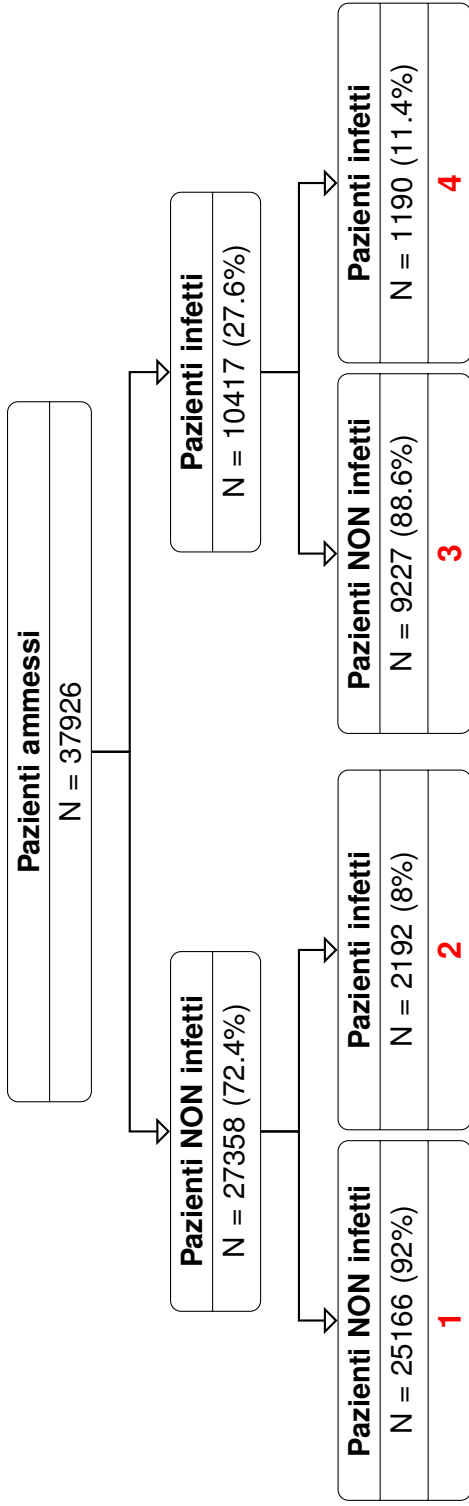 Pazienti ammessi
N = 37926
Pazienti NON infetti
N = 27358 (72.4%)
Pazienti infetti
N = 10417 (27.6%)
Pazienti NON infetti
N = 25166 (92%)
1
Pazienti infetti
N = 2192 (8%)
2
Pazienti NON infetti
N = 9227 (88.6%)
3
Pazienti infetti
N = 1190 (11.4%)
4